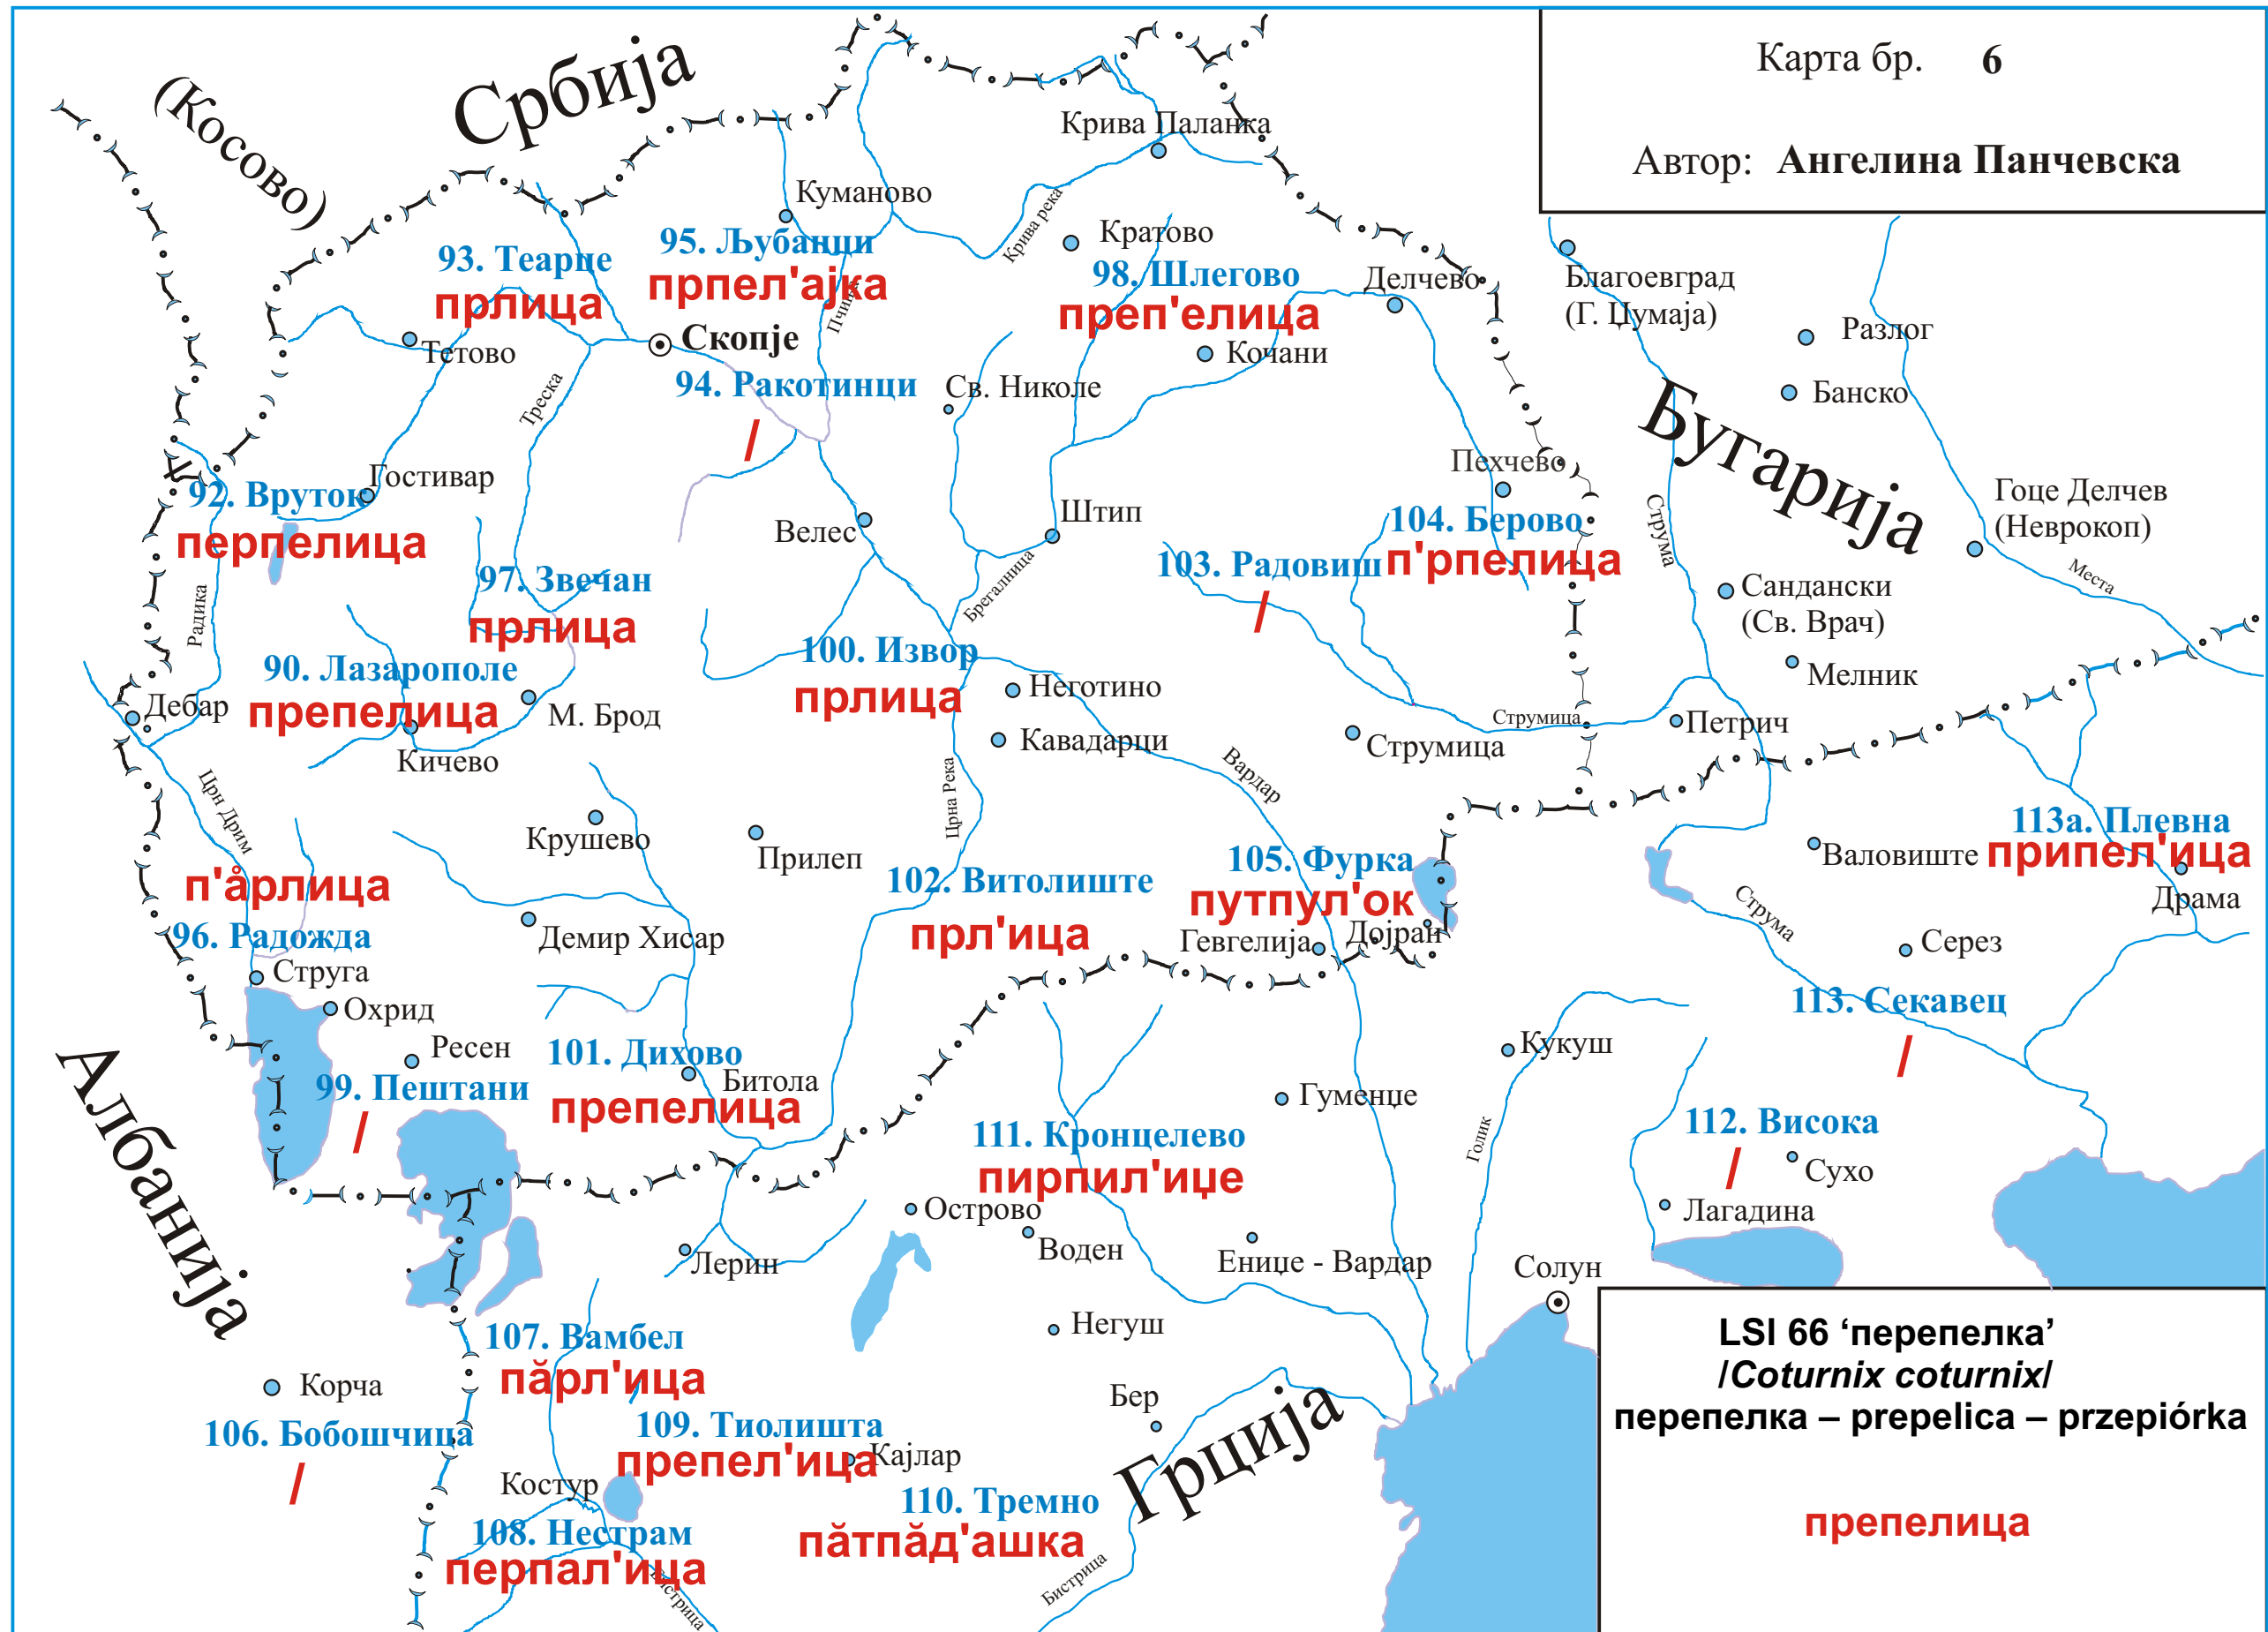 Карта бр. 6
Автор: Ангелина Панчевска
Србија
(Косово)
Крива Паланка
Куманово
Крива река
Кратово
95. Љубанци
прпел'ајка
93. Теарце
прлица
98. Шлегово
преп'елица
Делчево
Благоевград
(Г. Џумаја)
Пчиња
Разлог
Скопје
Тетово
Кочани
94. Ракотинци
/
Св. Николе
Банско
Треска
Бугарија
Пехчево
Гостивар
92. Вруток
перпелица
Велес
Штип
104. Берово
п'рпелица
Струма
Гоце Делчев
(Неврокоп)
103. Радовиш
/
97. Звечан
прлица
Брегалница
Места
Сандански
(Св. Врач)
Радика
100. Извор
прлица
90. Лазарополе
препелица
Мелник
Дебар
М. Брод
Неготино
Кичево
Кавадарци
Струмица
Струмица
Петрич
Вардар
Црн Дрим
Црна Река
Крушево
Прилеп
113а. Плевна
припел'ица
Валовиште
Драма
105. Фурка
путпул'ок
102. Витолиште
прл'ица
п'åрлица
96. Радожда
Струга
Демир Хисар
Гевгелија
Дојран
Струма
Серез
Охрид
113. Секавец
/
Ресен
101. Дихово
Битола
препелица
99. Пештани
/
Кукуш
Гуменџе
Албанија
111. Кронцелево
пирпил'иџе
Голик
112. Висока
/
Сухо
Лагадина
Острово
Воден
Лерин
Ениџе - Вардар
Солун
Негуш
107. Вамбел
пăрл'ица
Корча
Бер
106. Бобошчица
/
109. Тиолишта
препел'ица
Кајлар
Грција
Костур
110. Тремно
пăтпăд'ашка
108. Нестрам
перпал'ица
Бистрица
Бистрица
LSI 66 ‘перепелка’
/Coturnix coturnix/
перепелка – prepelica – przepiórka
препелица